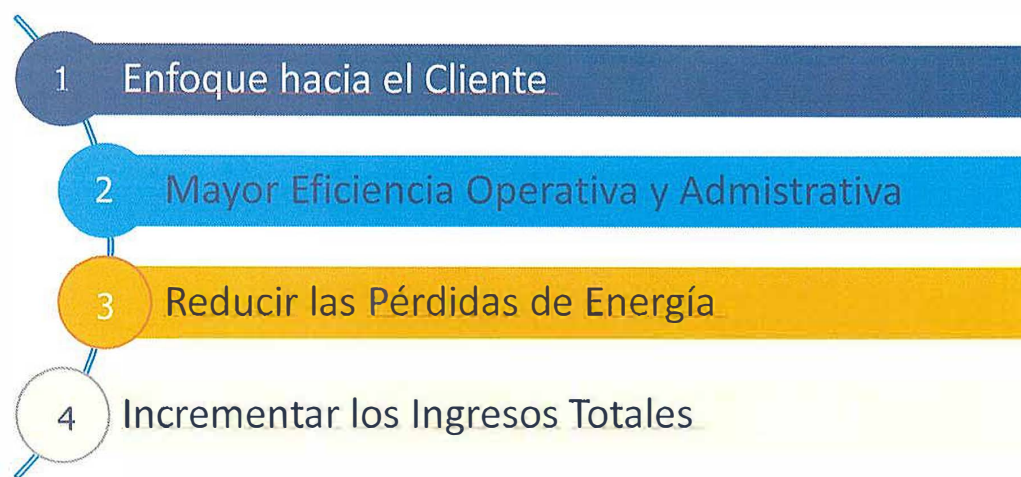 1 Enfoque hacia el Cliente
2 Mayor Eficiencia Operativa y Admistrativa
3 Reducir las Pérdidas de Energía
4 Incrementar los Ingresos Totales